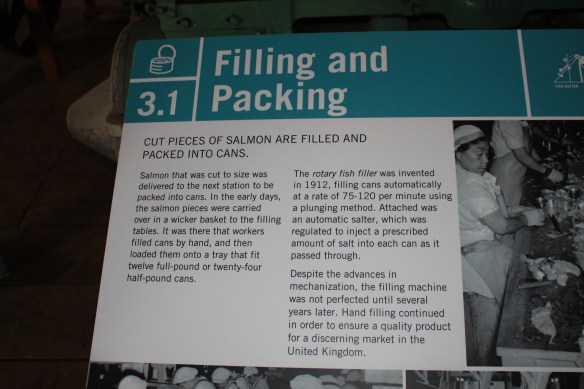 3.1
Filling and
Packing
CUT PIECES OF SALMON ARE FILLED AND
PACKED INTO CANS.
Salmon that was cut to size was
delivered to the next station to be
packed into cans. In the early days,
the salmon pieces were carried
over in a wicker basket to the filling
tables. It was there that workers
filled cans by hand, and then
loaded them onto a tray that fit
twelve full-pound or twenty-four
half-pound cans.
The rotary fish filler was invented
in 1912, filling cans automatically
at a rate of 75-120 per minute using
a plunging method. Attached was
an automatic salter, which was
regulated to inject a prescribed
amount of salt into each can as it
passed through.
Despite the advances in
mechanization, the filling machine
was not perfected until several
years later. Hand filling continued
in order to ensure a quality product
for a discerning market in the
United Kingdom.